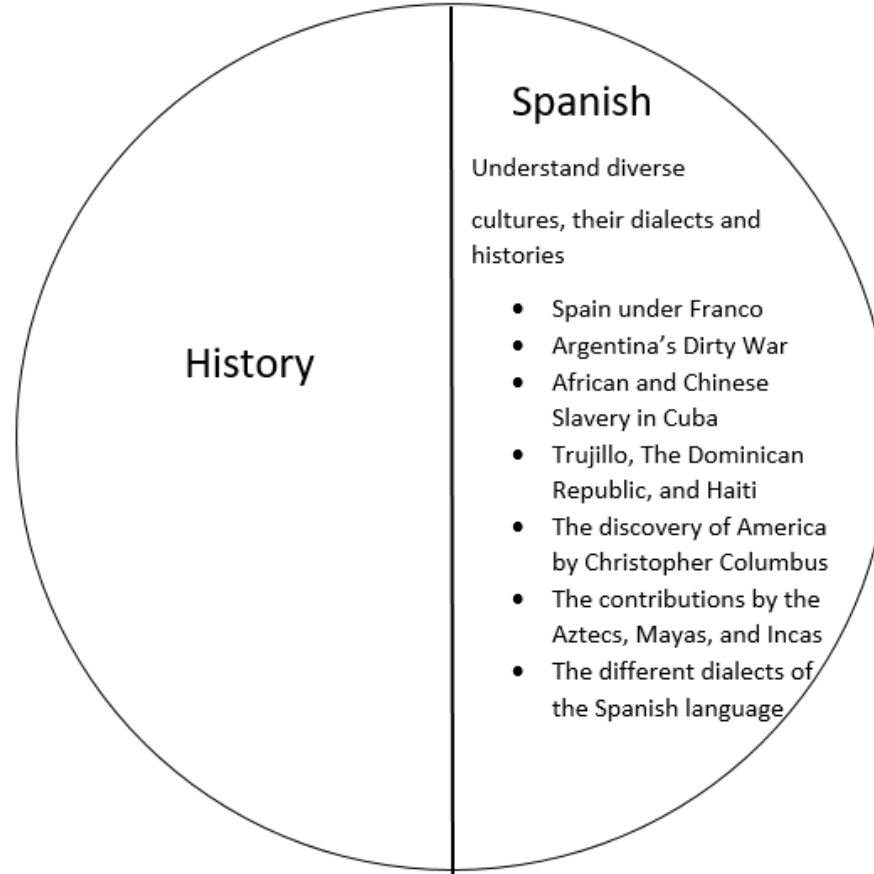 History
Spanish
Understand diverse
cultures, their dialects and
histories
• Spain under Franco
• Argentina’s Dirty War
• African and Chinese
Slavery in Cuba
• Trujillo, The Dominican
Republic, and Haiti
• The discovery of America
by Christopher Columbus
• The contributions by the
Aztecs, Mayas, and Incas
• The different dialects of
the Spanish language